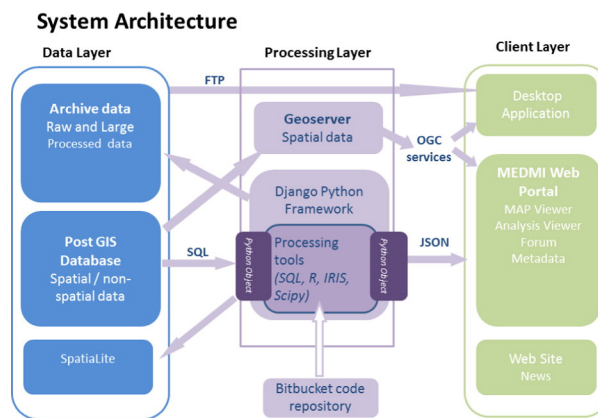 System Architecture
Data Layer
Processing Layer
Client Layer
FTP
Archive data
Raw and Large
Processed data
Geoserver
Spatial data
OGC
services
Desktop
Application
Django Python
Framework
MEDMI Web
Portal
MAP Viewer
Analysis Viewer
Forum
Metadata
Post GIS
Database
Spatial / non-
spatial data
SQL
Python Object
Processing
tools
(SQL, R, IRIS,
Scipy)
Python Object
JSON
SpatiaLite
Web Site
News
Bitbucket code
repository